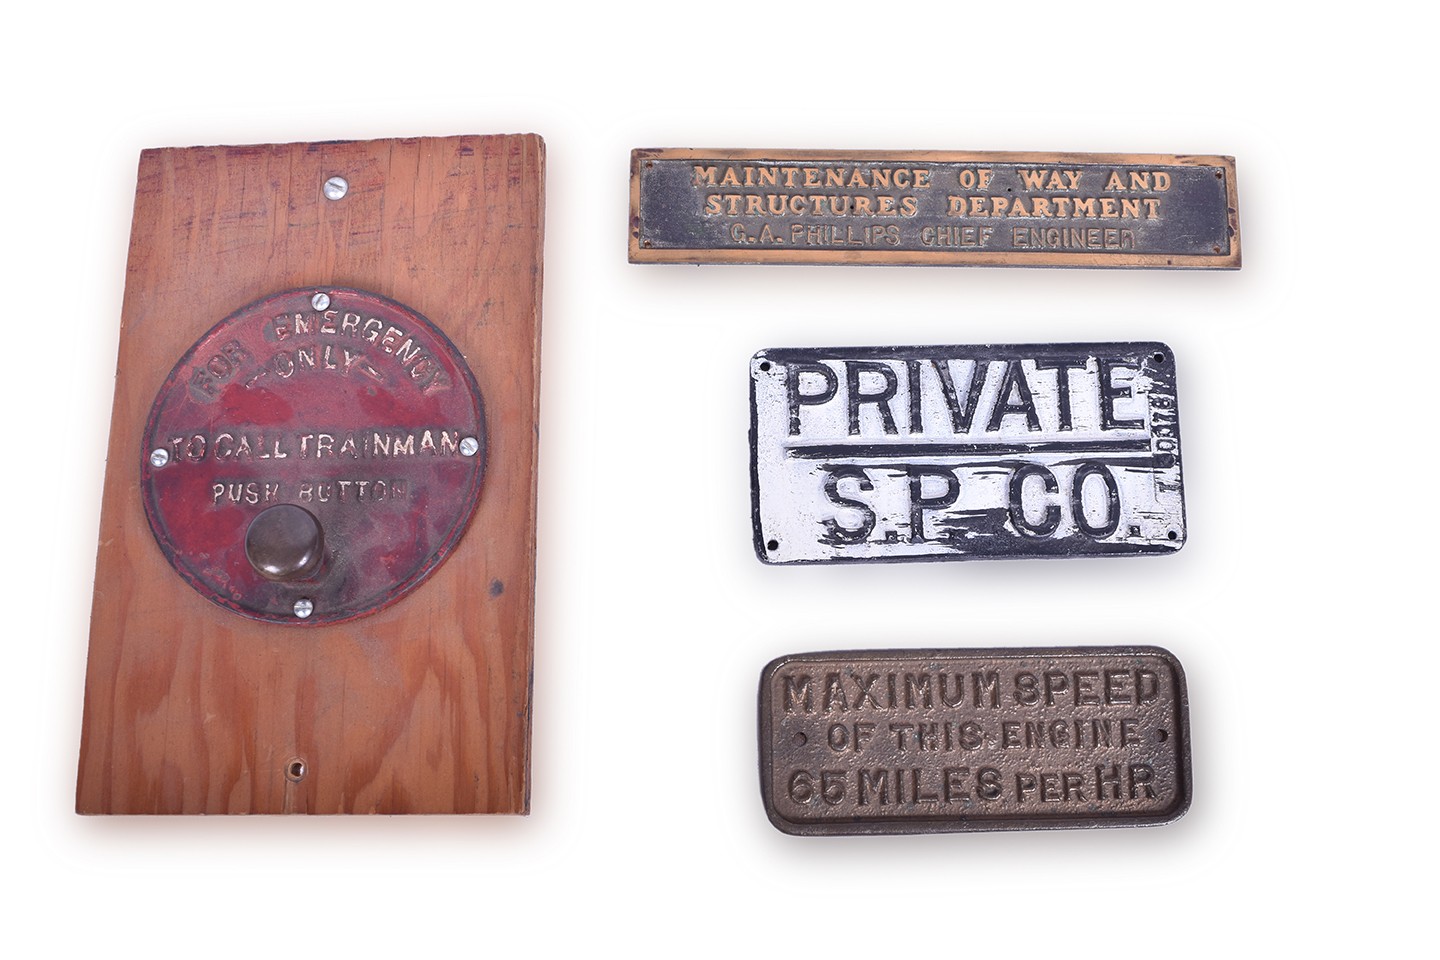 FOR EMERGENCY
—ONLY—
TO CALL TRAINMAN
PUSH BUTTON
MAINTENANCE OF WAY AND
STRUCTURES DEPARTMENT
G.A. PHILLIPS CHIEF ENGINEER
PRIVATE
S.P CO.
MAXIMUM SPEED
OF THIS ENGINE
65 MILES PER HR